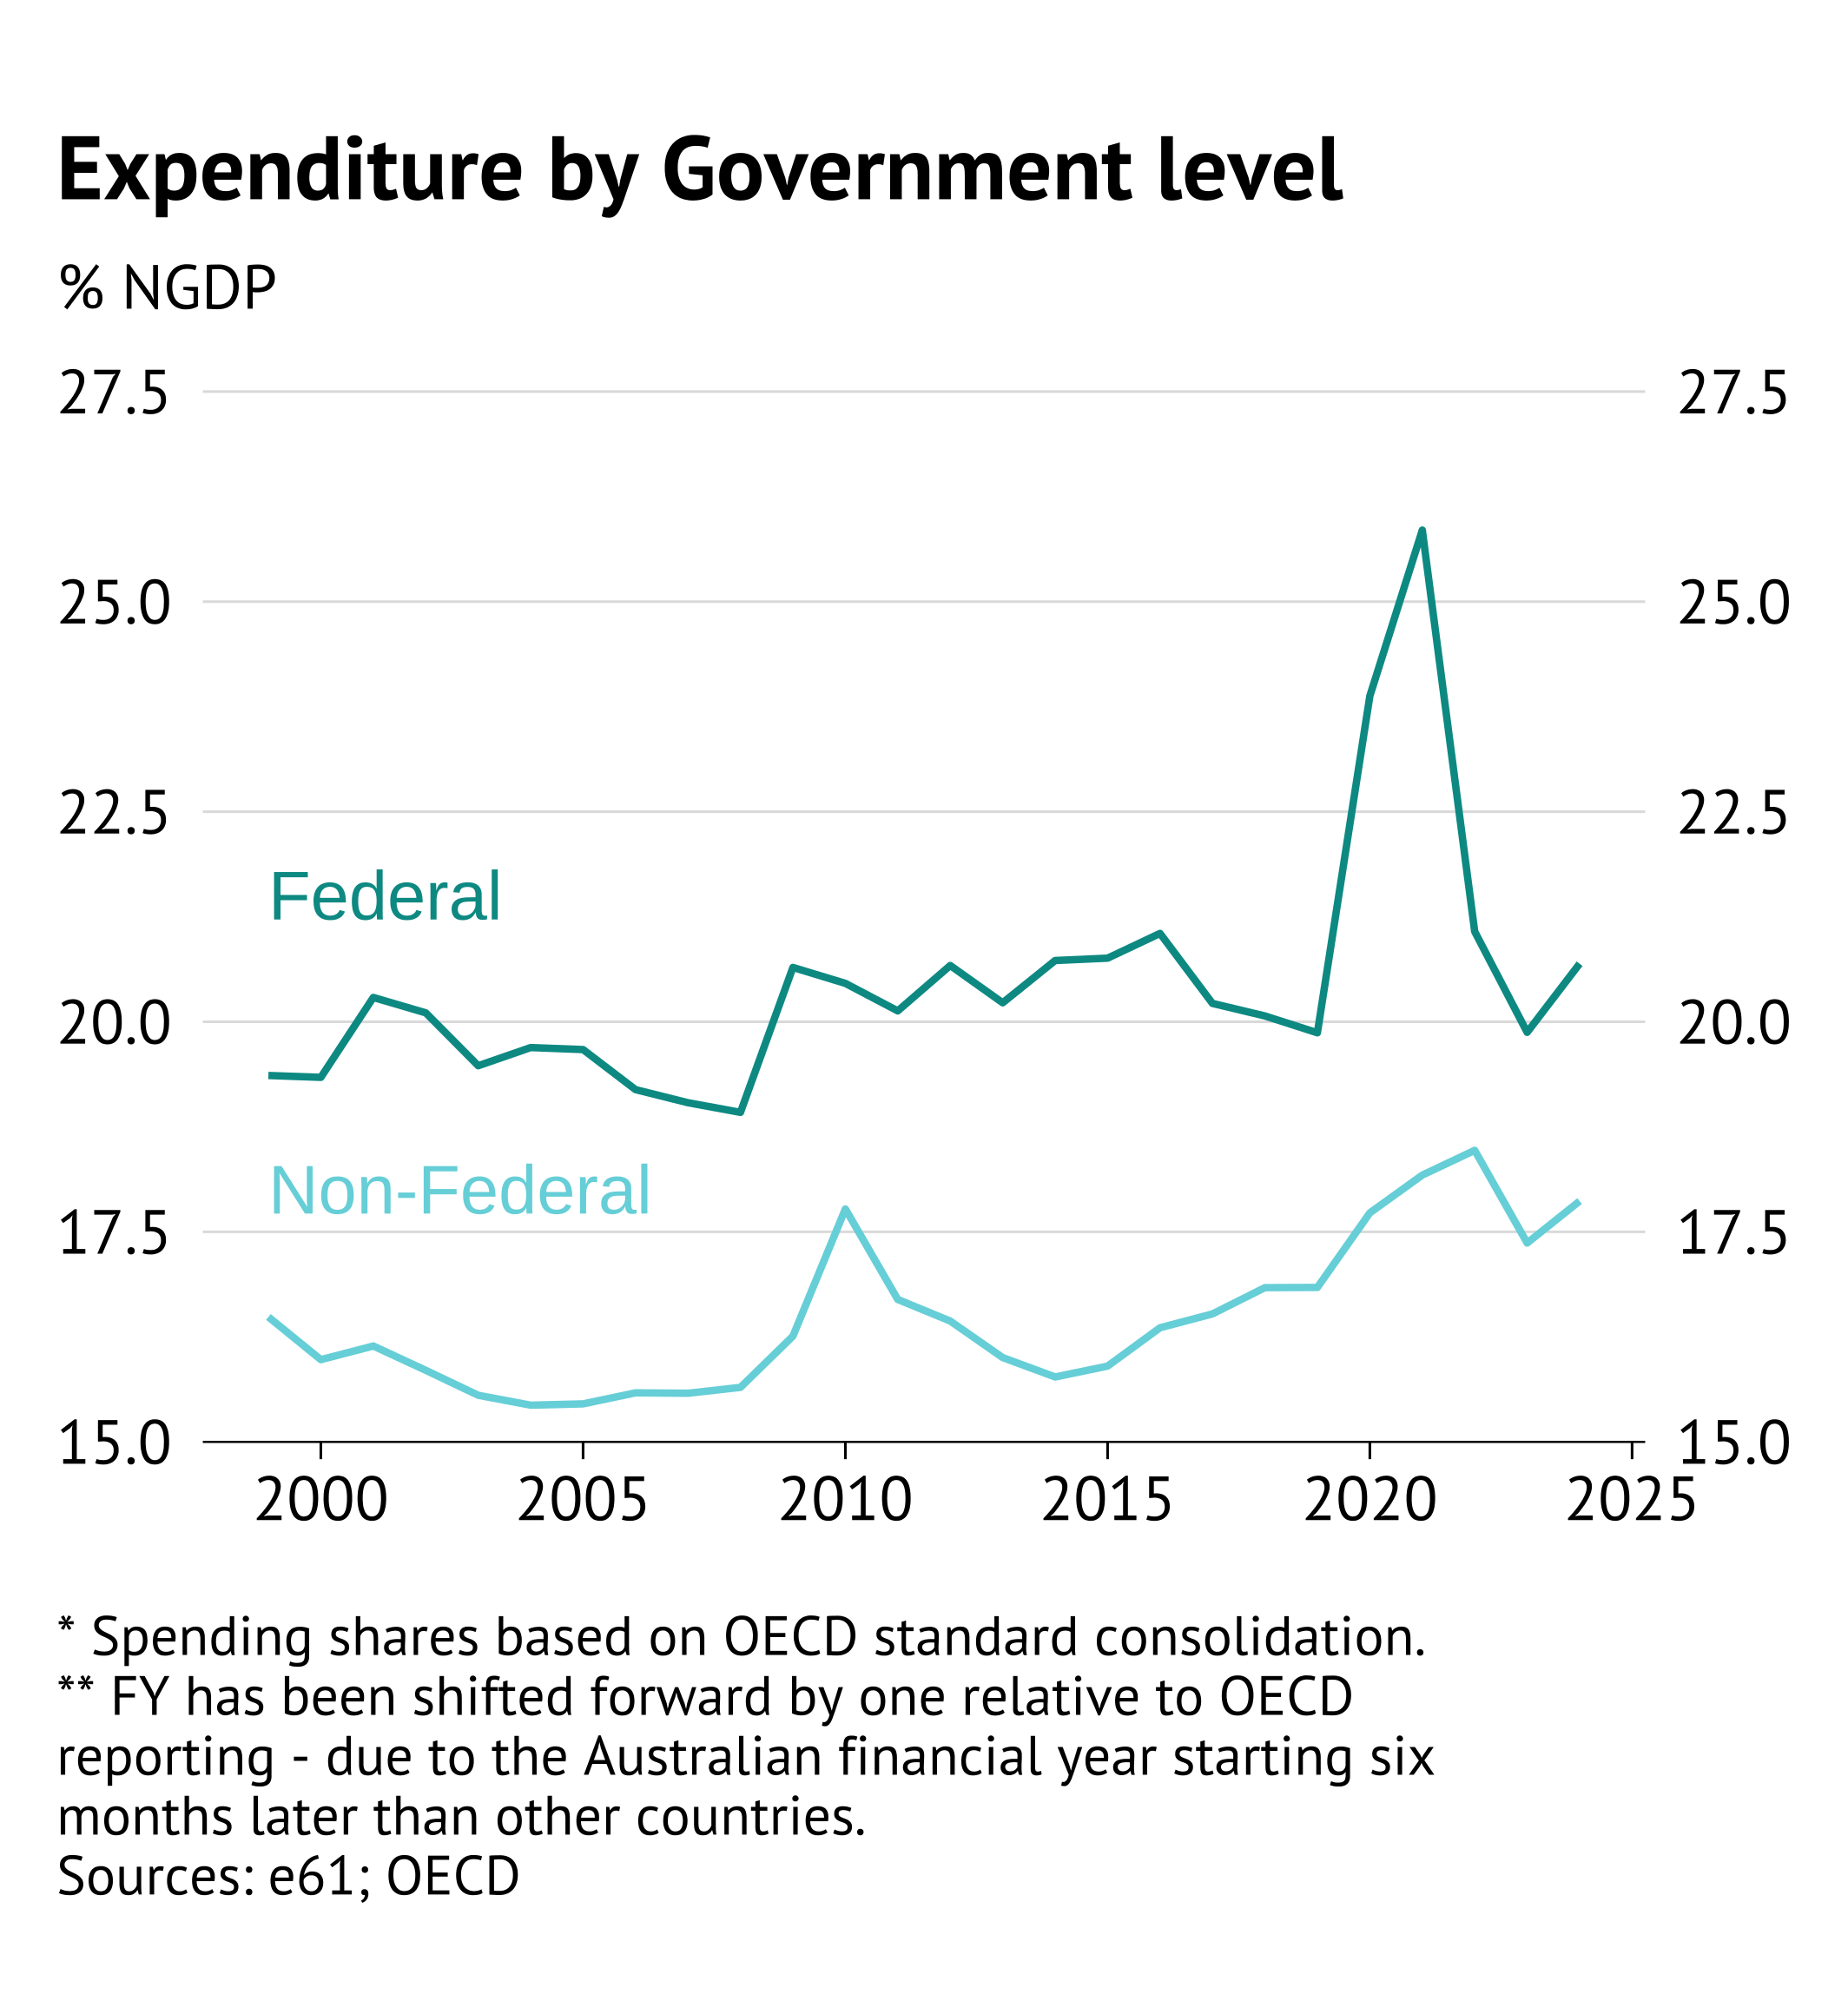 Expenditure by Government level
% NGDP
27.5 27.5
25.0 25.0
22.5 22.5
Federal
20.0 20.0
Non-Federal
17.5 17.5
15.0 15.0
2000 2005 2010 2015 2020 2025
* Spending shares based on OECD standard consolidation.
** FY has been shifted forward by one relative to OECD
reporting - due to the Australian financial year starting six
months later than other countries.
Sources: e61; OECD